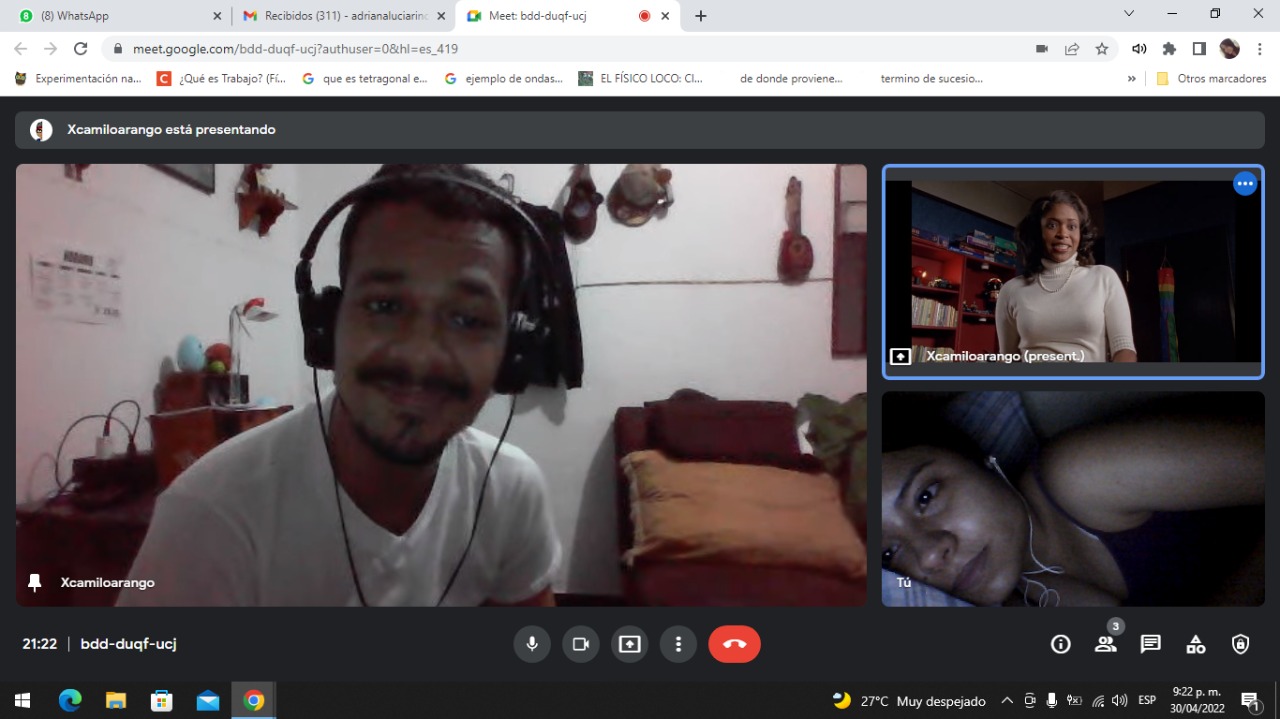 (8) WhatsApp
Recibidos (311) - adrianaluciarinc
Meet: bdd-duqf-ucj
meet.google.com/bdd-duqf-ucj?authuser=0&hl=es_419
Experimentación na...
¿Qué es Trabajo? (Fí...
que es tetragonal e...
ejemplo de ondas...
EL FÍSICO LOCO: CI...
de donde proviene...
termino de sucesio...
»
Otros marcadores
Xcamiloarango está presentando
HORARIO
Xcamiloarango (present.)
Xcamiloarango
Tú
21:22 | bdd-duqf-ucj
3
27°C Muy despejado
ESP
9:22 p. m.
30/04/2022
1